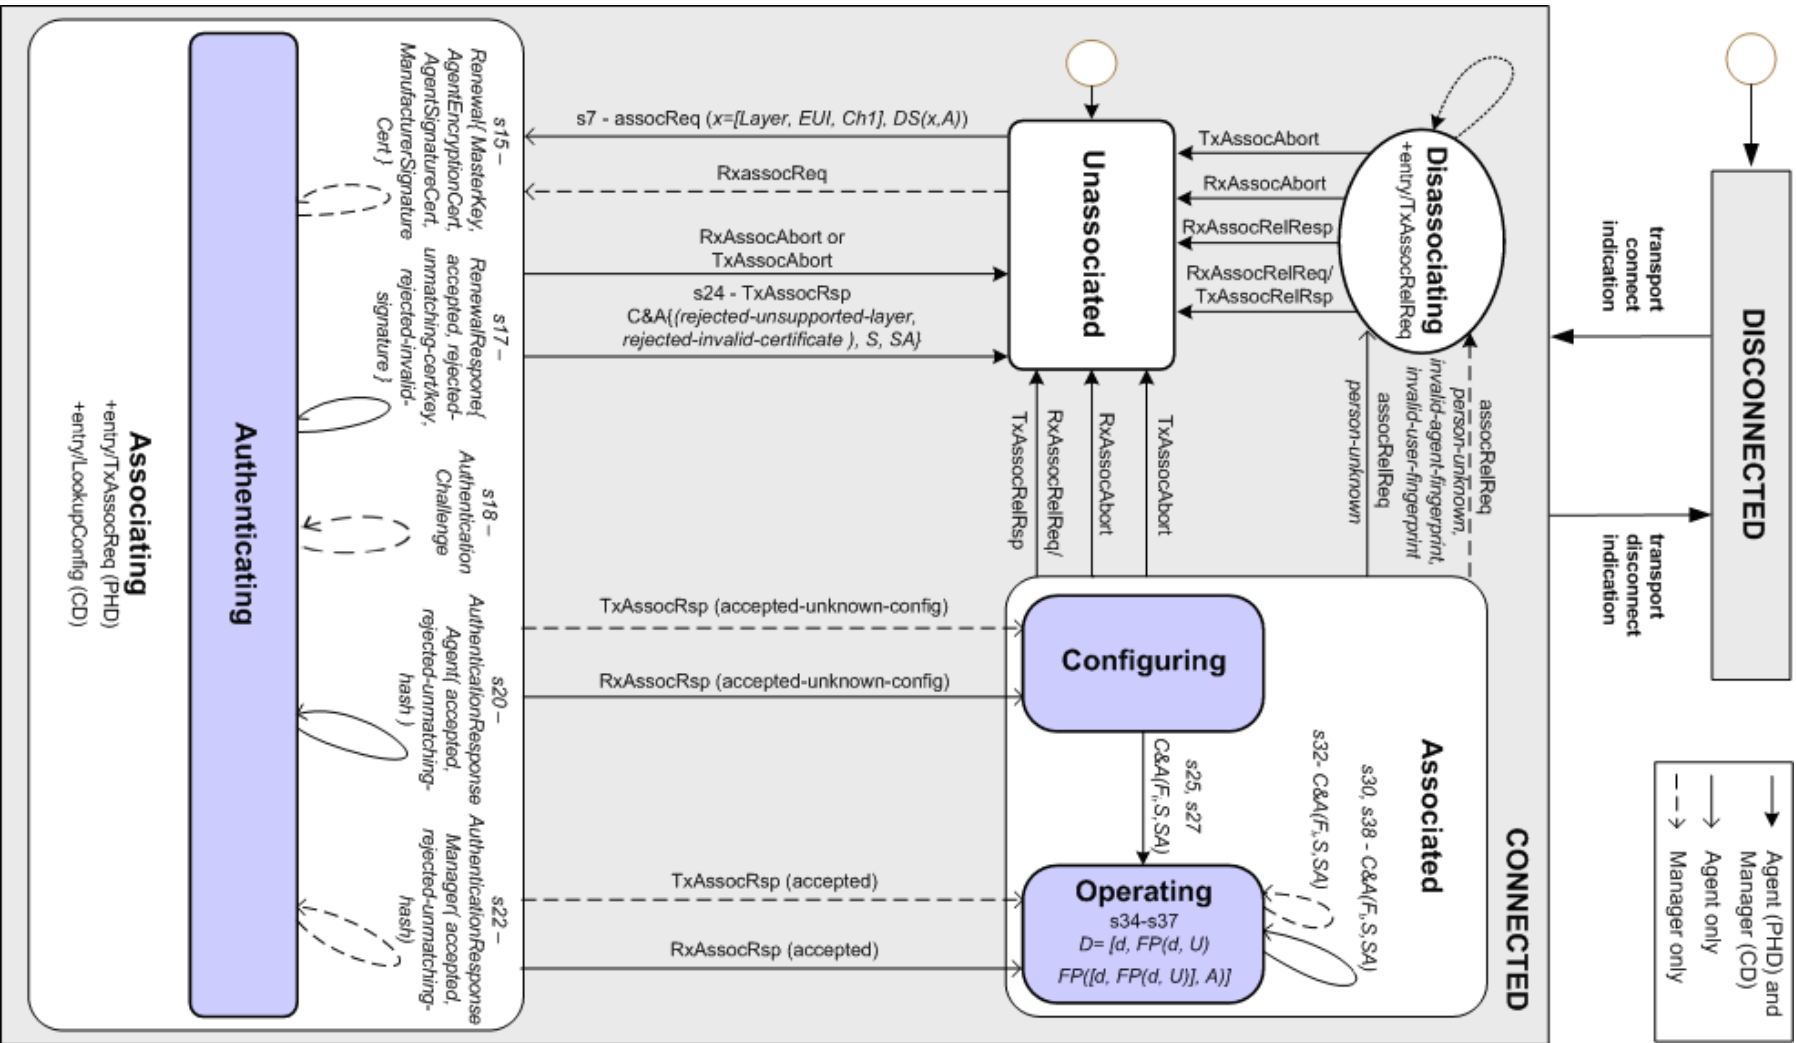 s15 –
Renewal{ MasterKey,
AgentEncryptionCert,
AgentSignatureCert,
ManufacturerSignature
Cert }
s17 –
RenewalRespone{
accepted, rejected-
unmatching-cert/key,
rejected-invalid-
signature }
s18 –
Authentication
Challenge
s20 –
AuthenticationResponse
Agent( accepted,
rejected-unmatching-
hash )
s22 –
AuthenticationResponse
Manager( accepted,
rejected-unmatching-
hash)
Authenticating
Associating
+entry/TxAssocReq (PHD)
+entry/LookupConfig (CD)
s7 - assocReq (x=[Layer, EUI, Ch1], DS(x,A))
RxassocReq
RxAssocAbort or
TxAssocAbort
s24 - TxAssocRsp
C&A{(rejected-unsupported-layer,
rejected-invalid-certificate ), S, SA}
TxAssocRsp (accepted-unknown-config)
RxAssocRsp (accepted-unknown-config)
TxAssocRsp (accepted)
RxAssocRsp (accepted)
Unassociated
TxAssocAbort
RxAssocAbort
RxAssocRelResp
RxAssocRelReq/
TxAssocRelRsp
Disassociating
+entry/TxAssocRelReq
RxAssocRelReq/
TxAssocRelRsp
RxAssocAbort
TxAssocAbort
assocRelReq
person-unknown
assocRelReq
person-unknown,
invalid-agent-fingerprint,
invalid-user-fingerprint
Configuring
s25, s27
C&A(Fᵢ,S,SA)
Operating
s34-s37
D= [d, FP(d, U)
FP([d, FP(d, U)], A)]
s32- C&A(Fᵢ,S,SA)
s30, s38 - C&A(Fᵢ,S,SA)
Associated
CONNECTED
transport
connect
indication
transport
disconnect
indication
DISCONNECTED
Agent (PHD) and
Manager (CD)
Agent only
Manager only